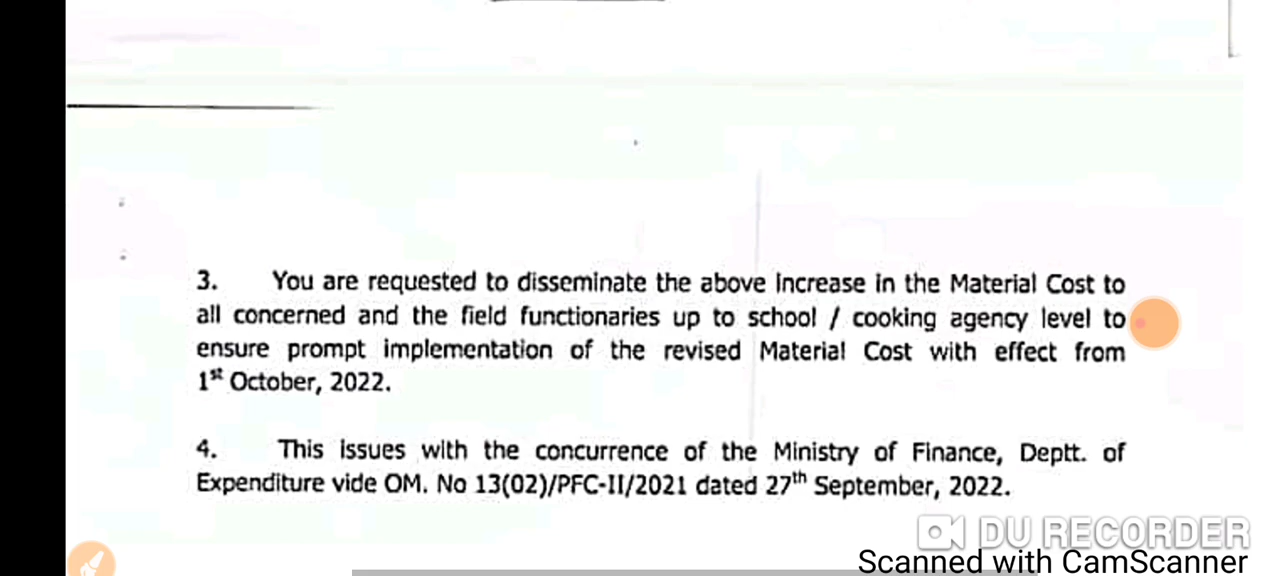 3. You are requested to disseminate the above increase in the Material Cost to
all concerned and the field functionaries up to school / cooking agency level to
ensure prompt implementation of the revised Material Cost with effect from
1st October, 2022.
4. This issues with the concurrence of the Ministry of Finance, Deptt. of
Expenditure vide OM. No 13(02)/PFC-II/2021 dated 27th September, 2022.
DU RECORDER
Scanned with CamScanner